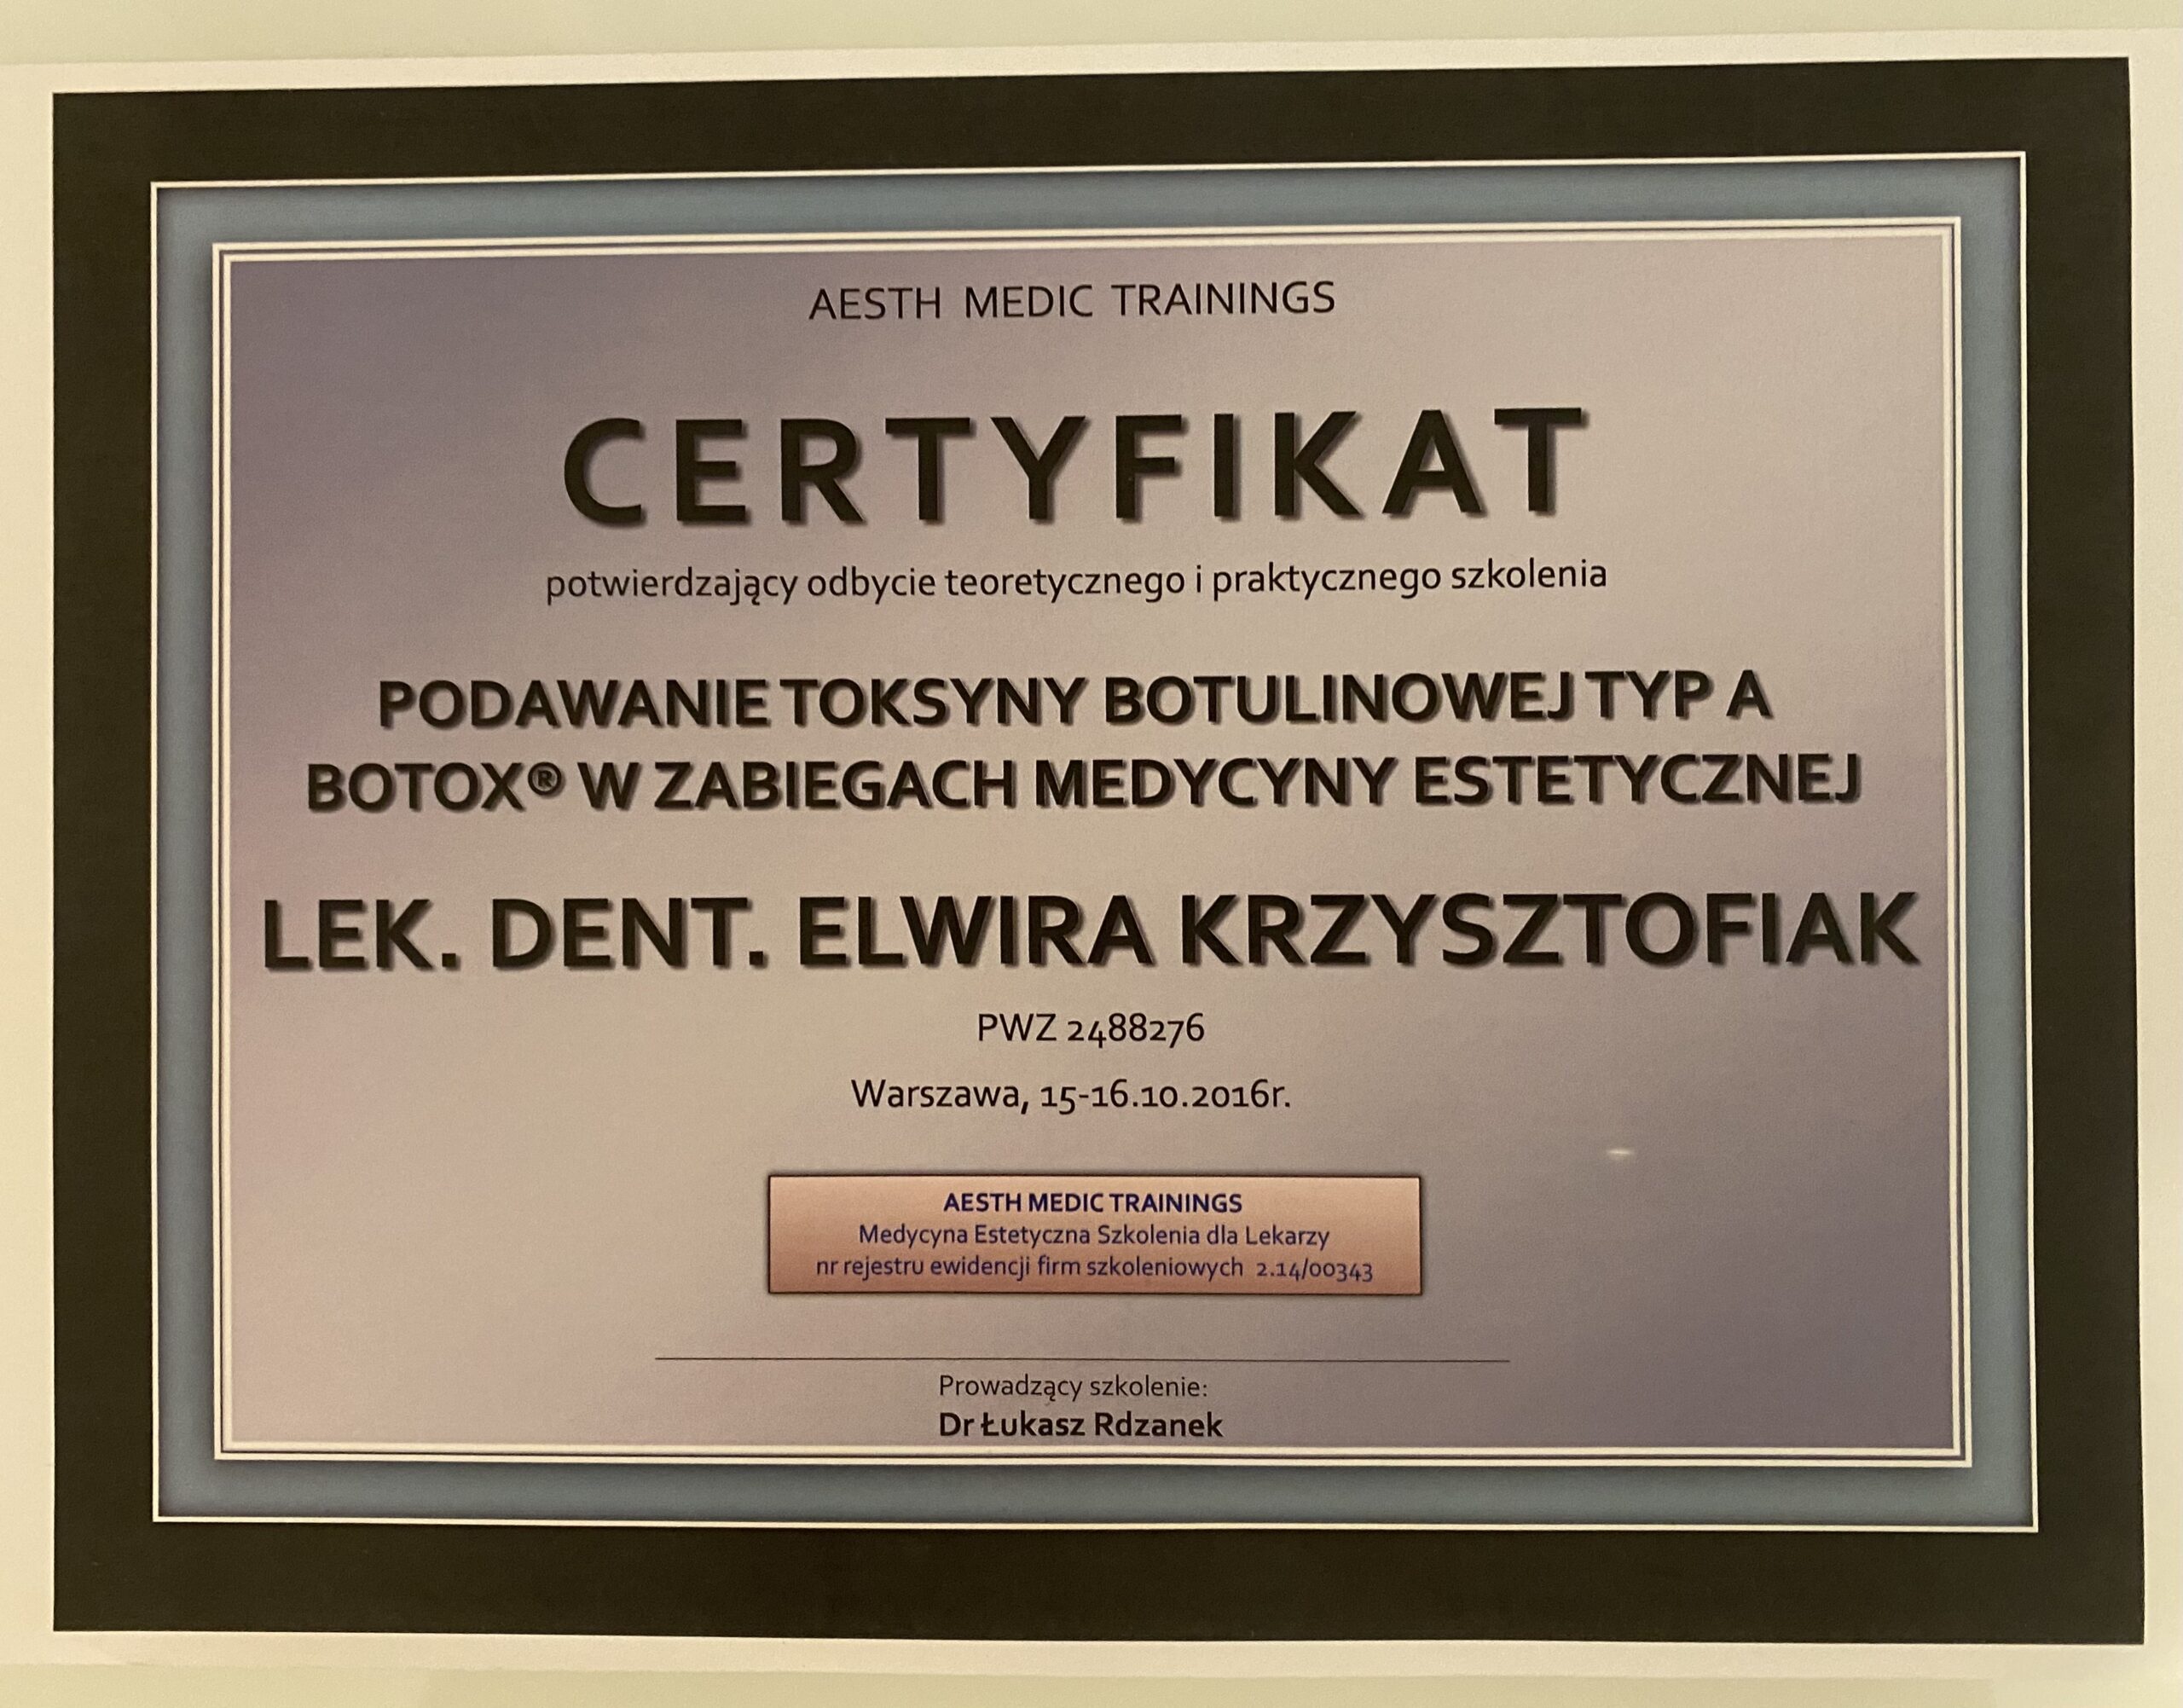 AESTH MEDIC TRAININGS
CERTYFIKAT
potwierdzający odbycie teoretycznego i praktycznego szkolenia
PODAWANIE TOKSYNY BOTULINOWEJ TYP A
BOTOX® W ZABIEGACH MEDYCYNY ESTETYCZNEJ
LEK. DENT. ELWIRA KRZYSZTOFIAK
PWZ 2488276
Warszawa, 15-16.10.2016r.
AESTH MEDIC TRAININGS
Medycyna Estetyczna Szkolenia dla Lekarzy
nr rejestru ewidencji firm szkoleniowych 2.14/00343
Prowadzący szkolenie:
Dr Łukasz Rdzanek